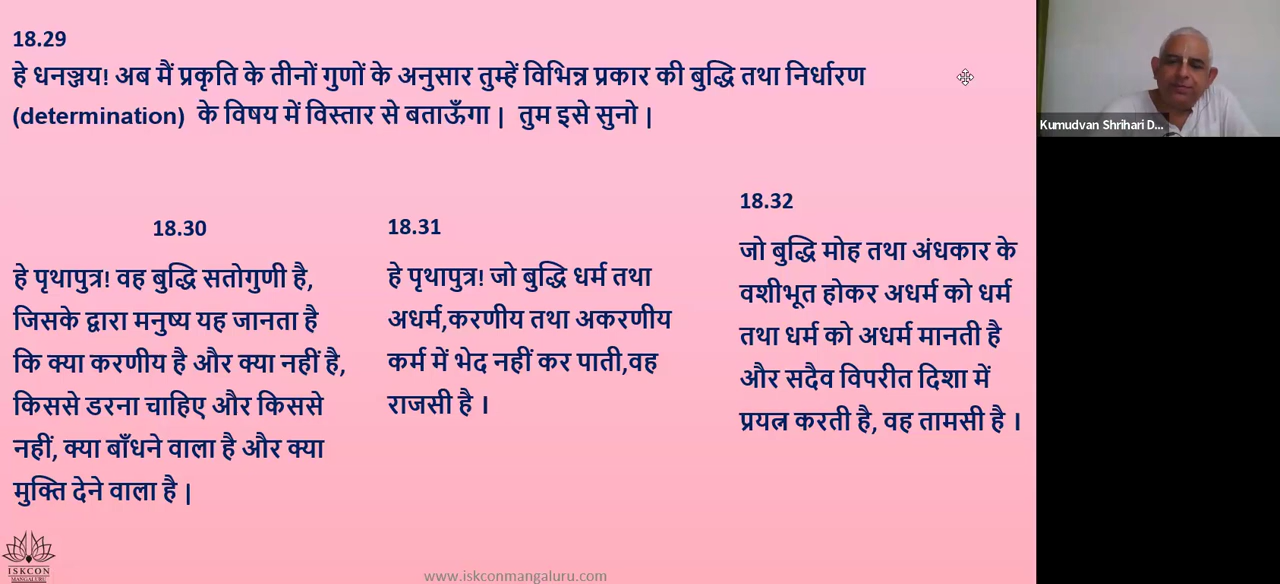 18.29
हे धनञ्जय! अब मैं प्रकृति के तीनों गुणों के अनुसार तुम्हें विभिन्न प्रकार की बुद्धि तथा निर्धारण
(determination) के विषय में विस्तार से बताऊँगा | तुम इसे सुनो |
18.30
हे पृथापुत्र! वह बुद्धि सतोगुणी है,
जिसके द्वारा मनुष्य यह जानता है
कि क्या करणीय है और क्या नहीं है,
किससे डरना चाहिए और किससे
नहीं, क्या बाँधने वाला है और क्या
मुक्ति देने वाला है |
18.31
हे पृथापुत्र! जो बुद्धि धर्म तथा
अधर्म,करणीय तथा अकरणीय
कर्म में भेद नहीं कर पाती,वह
राजसी है ।
18.32
जो बुद्धि मोह तथा अंधकार के
वशीभूत होकर अधर्म को धर्म
तथा धर्म को अधर्म मानती है
और सदैव विपरीत दिशा में
प्रयत्न करती है, वह तामसी है ।
Kumudvan Shrihari D...
ISKCON
MANGALURU
www.iskconmangaluru.com